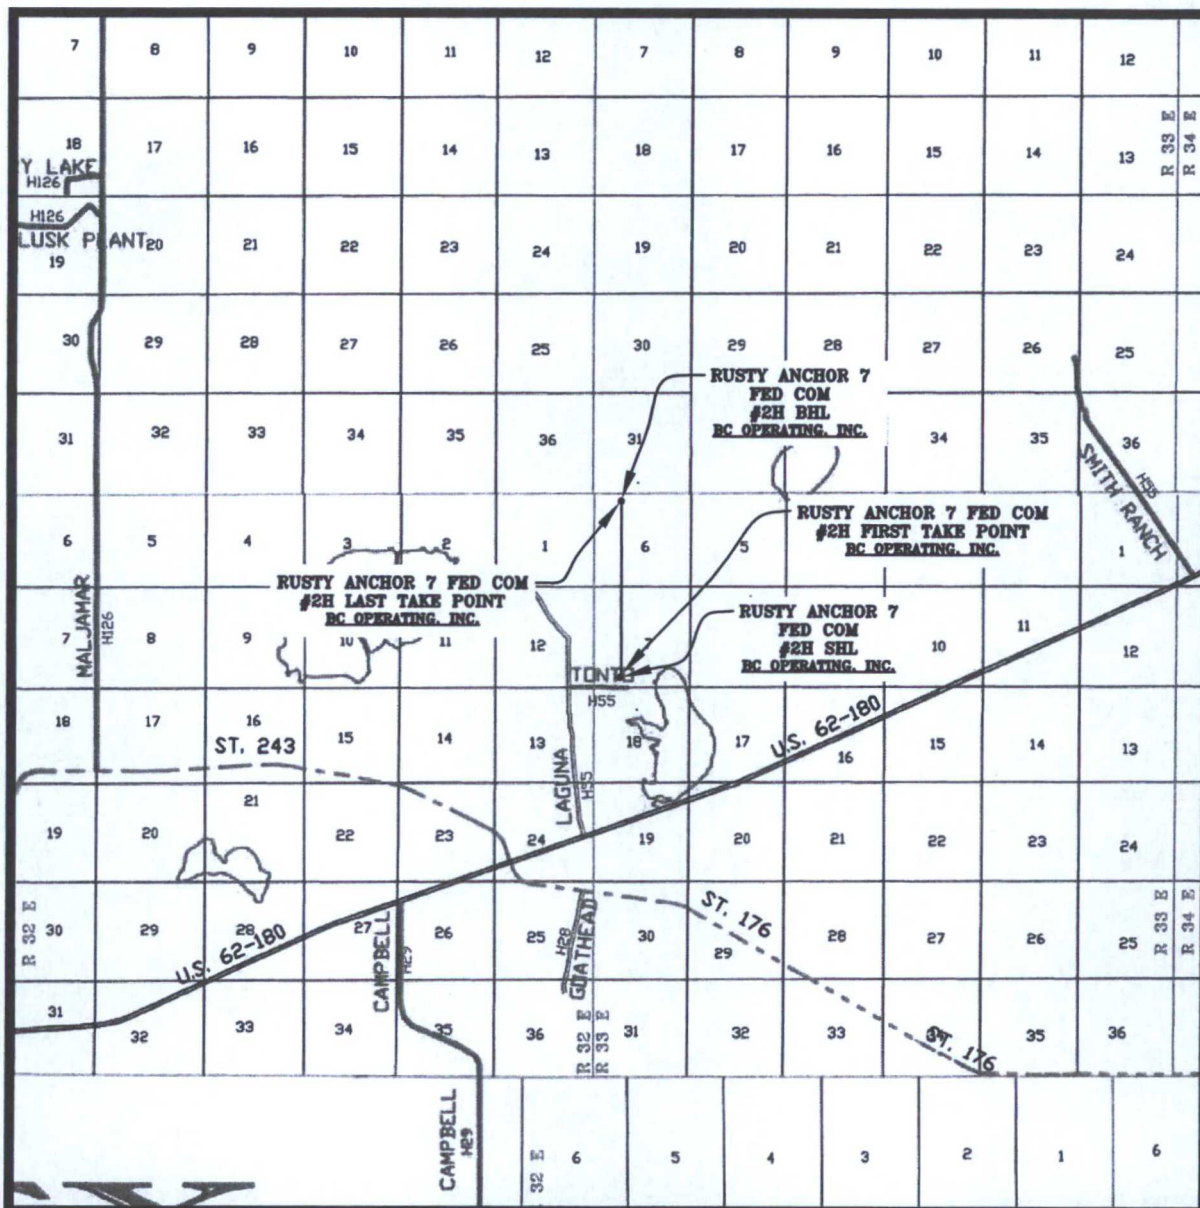 7 8 9 10 11 12 7 8 9 10 11 12
R 33 E
R 34 E
18 17 16 15 14 13 18 17 16 15 14 13
Y LAKE
H126
H126
LUSK PLANT
19 20 21 22 23 24 19 20 21 22 23 24
30 29 28 27 26 25 30 29 28 27 26 25
RUSTY ANCHOR 7
FED COM
#2H BHL
BC OPERATING, INC.
31 32 33 34 35 36 31 34 35 36
SMITH RANCH
H55
RUSTY ANCHOR 7 FED COM
#2H FIRST TAKE POINT
BC OPERATING, INC.
6 5 4 3 2 1 6 5 1
RUSTY ANCHOR 7 FED COM
#2H LAST TAKE POINT
BC OPERATING, INC.
RUSTY ANCHOR 7
FED COM
#2H SHL
BC OPERATING, INC.
MALJAMAR
H126
7 8 9 10 11 12 7 10 11 12
TONTO
H55
18 17 16 15 14 13 18 17 16 15 14 13
ST. 243
LAGUNA
H55
U.S. 62-180
19 20 21 22 23 24 19 20 21 22 23 24
R 32 E
30 29 28 27 26 25 30 29 28 27 26 25
U.S. 62-180
CAMPBELL
H29
H28
GOATHEAD
ST. 176
R 33 E
R 34 E
31 32 33 34 35 36 31 32 33 34 35 36
R 32 E
R 33 E
ST. 176
CAMPBELL
H29
32 E
6 5 4 3 2 1 6